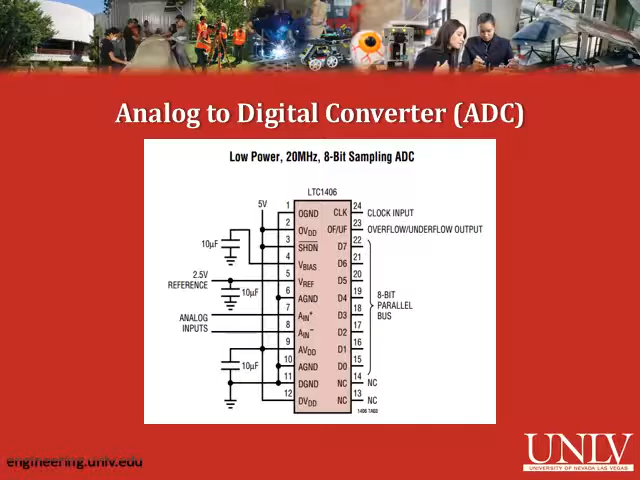 Analog to Digital Converter (ADC)
Low Power, 20MHz, 8-Bit Sampling ADC
LTC1406
5V
1 OGND CLK 24 CLOCK INPUT
2 OVDD OF/UF 23 OVERFLOW/UNDERFLOW OUTPUT
3 SHDN D7 22
10µF
4 VBIAS D6 21
2.5V
REFERENCE
5 VREF D5 20
10µF
6 AGND D4 19
8-BIT
PARALLEL
BUS
ANALOG
INPUTS
7 AIN+ D3 18
8 AIN− D2 17
9 AVDD D1 16
10µF
10 AGND D0 15
11 DGND NC 14 NC
12 DVDD NC 13 NC
1406 TA03
engineering.unlv.edu
UNLV
UNIVERSITY OF NEVADA LAS VEGAS